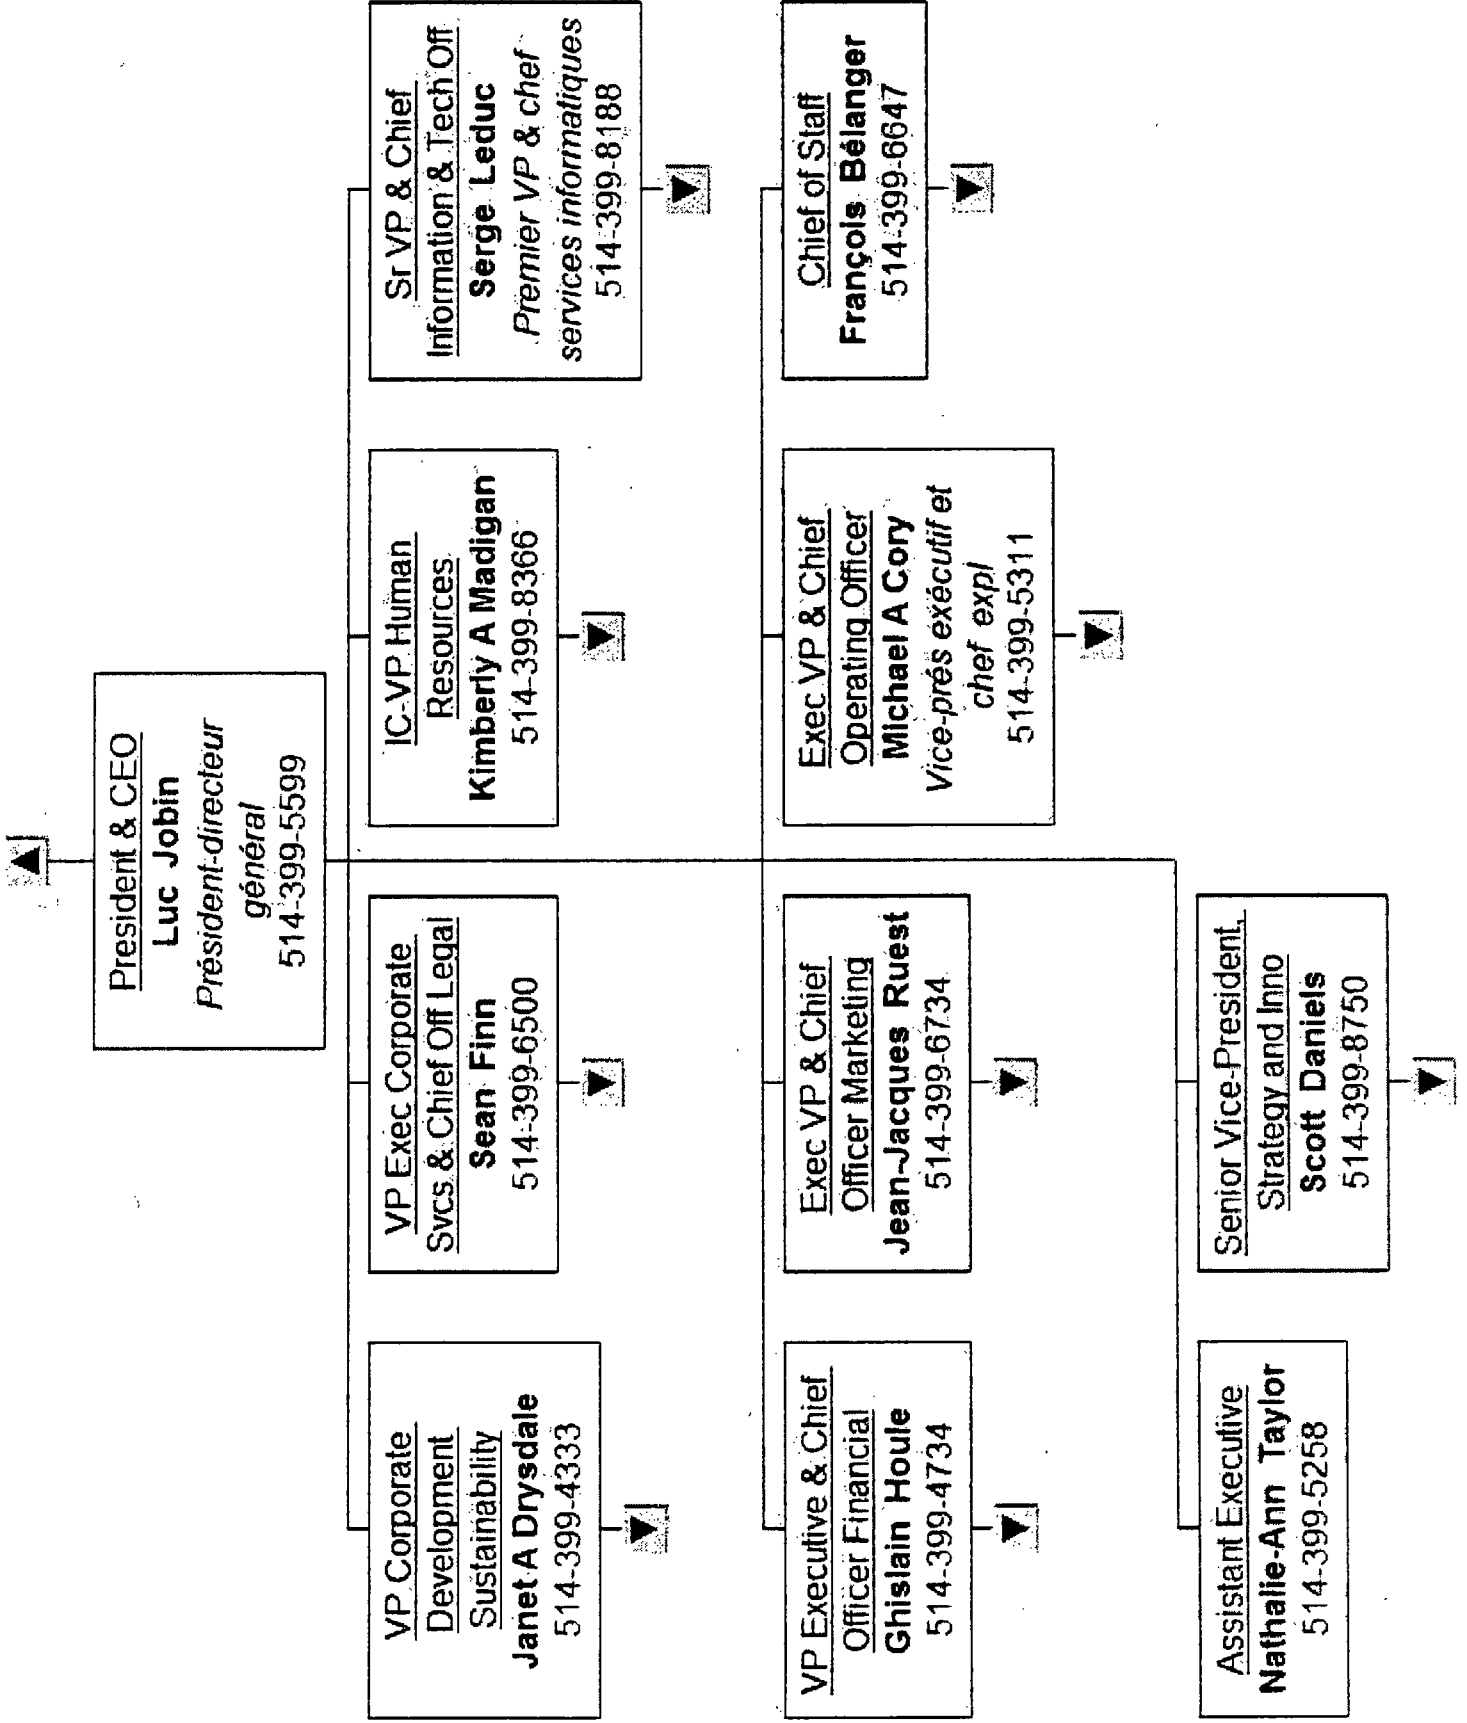 President & CEO
Luc Jobin
Président-directeur
général
514-399-5599
VP Corporate
Development
Sustainability
Janet A Drysdale
514-399-4333
VP Exec Corporate
Svcs & Chief Off Legal
Sean Finn
514-399-6500
IC-VP Human
Resources
Kimberly A Madigan
514-399-8366
Sr VP & Chief
Information & Tech Off
Serge Leduc
Premier VP & chef
services informatiques
514-399-8188
VP Executive & Chief
Officer Financial
Ghislain Houle
514-399-4734
Exec VP & Chief
Officer Marketing
Jean-Jacques Ruest
514-399-6734
Exec VP & Chief
Operating Officer
Michael A Cory
Vice-prés exécutif et
chef expl
514-399-5311
Chief of Staff
François Bélanger
514-399-6647
Assistant Executive
Nathalie-Ann Taylor
514-399-5258
Senior Vice-President,
Strategy and Inno
Scott Daniels
514-399-8750